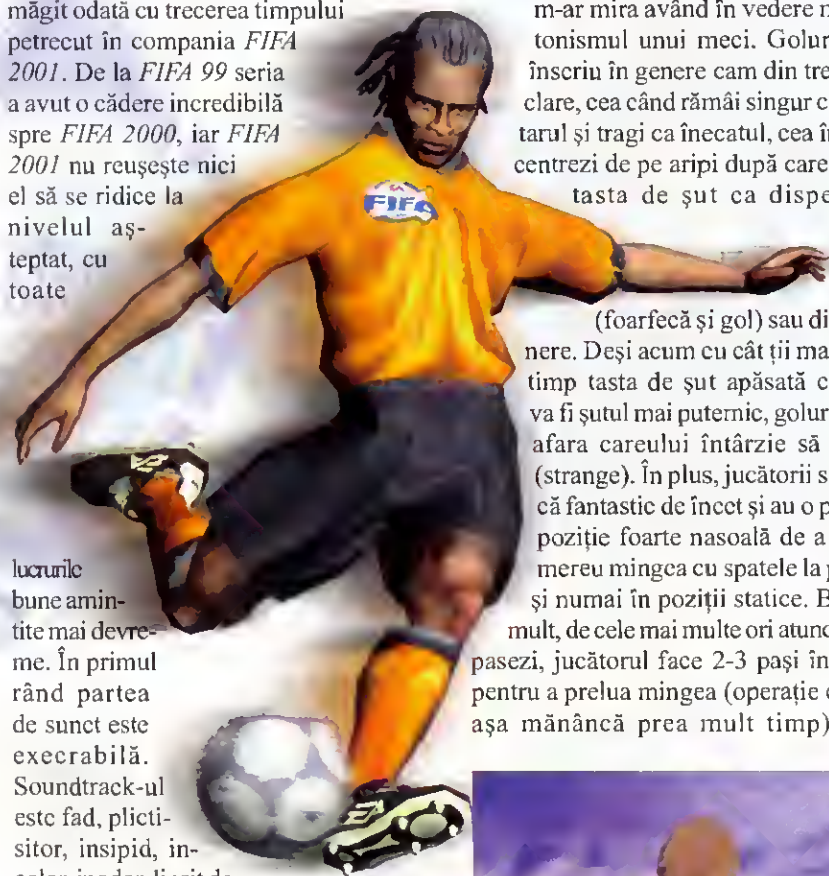 măgit odată cu trecerea timpului
petrecut în compania FIFA
2001. De la FIFA 99 seria
a avut o cădere incredibilă
spre FIFA 2000, iar FIFA
2001 nu reușește nici
el să se ridice la
nivelul aș-
teptat, cu
toate
lucrurile
bune amin-
tite mai devre-
me. În primul
rând partea
de sunet este
execrabilă.
Soundtrack-ul
este fad, plicti-
sitor, insipid, in-
m-ar mira având în vedere
tonismul unui meci. Golur
înscriu în genere cam din tre
clare, cea când rămâi singur c
tarul și tragi ca înecatul, cea în
centrezi de pe aripi după care
tasta de șut ca dispe
(foarfecă și gol) sau di
nere. Deși acum cu cât ții ma
timp tasta de șut apăsată c
va fi șutul mai puternic, golur
afara careului întârzie să
(strange). În plus, jucătorii s
că fantastic de încet și au o p
poziție foarte nasoală de a
mereu mingea cu spatele la p
și numai în poziții statice. B
mult, de cele mai multe ori atunc
pasezi, jucătorul face 2-3 pași în
pentru a prelua mingea (operație c
așa mănâncă prea mult timp)
FIFA